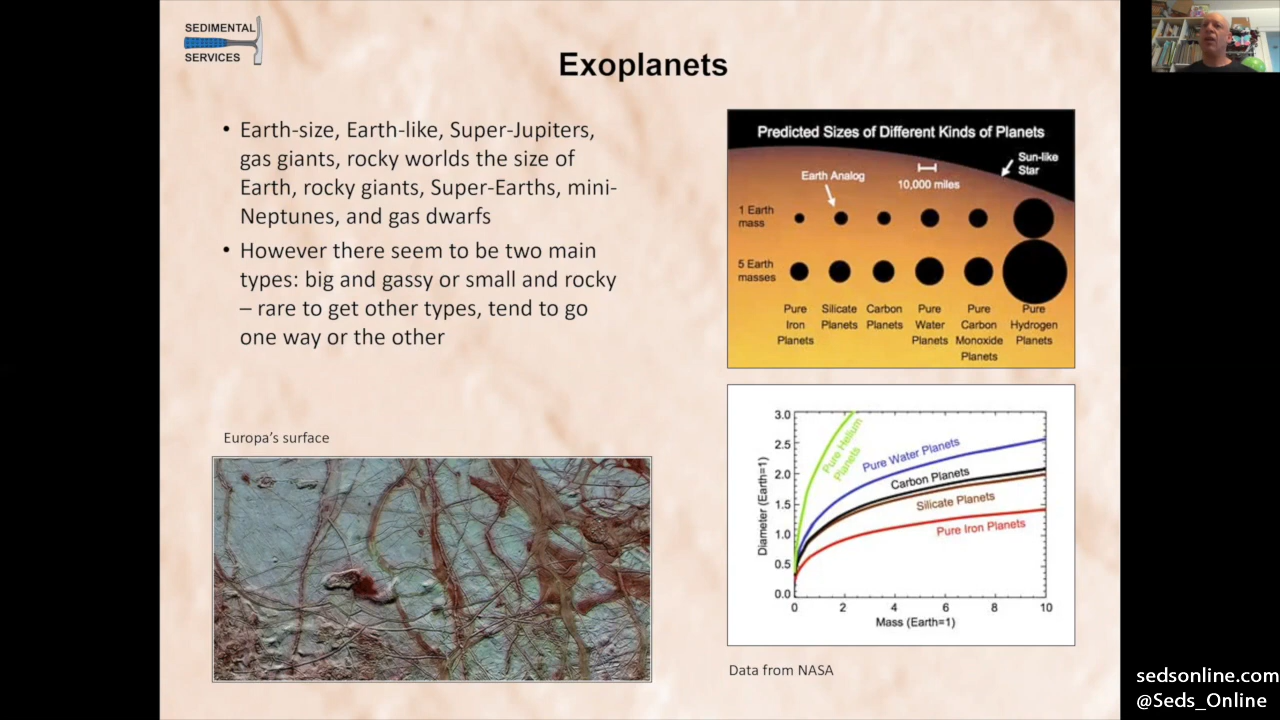 SEDIMENTAL
SERVICES
Exoplanets
• Earth-size, Earth-like, Super-Jupiters,
gas giants, rocky worlds the size of
Earth, rocky giants, Super-Earths, mini-
Neptunes, and gas dwarfs
• However there seem to be two main
types: big and gassy or small and rocky
– rare to get other types, tend to go
one way or the other
Europa's surface
Predicted Sizes of Different Kinds of Planets
Earth Analog
10,000 miles
Sun-like
Star
1 Earth
mass
5 Earth
masses
Pure
Iron
Planets
Silicate
Planets
Carbon
Planets
Pure
Water
Planets
Pure
Carbon
Monoxide
Planets
Pure
Hydrogen
Planets
Diameter (Earth=1)
3.0
2.5
2.0
1.5
1.0
0.5
0.0
Pure Helium
Planets
Pure Water Planets
Carbon Planets
Silicate Planets
Pure Iron Planets
0 2 4 6 8 10
Mass (Earth=1)
Data from NASA
sedsonline.com
@Seds_Online